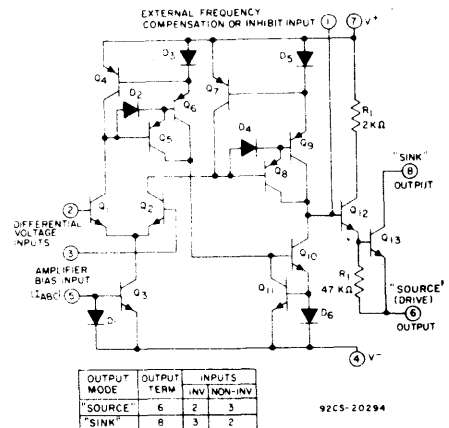 EXTERNAL FREQUENCY
COMPENSATION OR INHIBIT INPUT
1
7 V+
D3
D5
Q4
Q7
D2
Q6
R1
2KΩ
Q5
D4
Q9
"SINK"
8
OUTPUT
Q8
2
Q1
Q2
Q12
DIFFERENTIAL
VOLTAGE
INPUTS
3
Q13
Q10
AMPLIFIER
BIAS INPUT
(IABC) 5
Q3
Q11
R1
47 KΩ
"SOURCE"
(DRIVE)
6
OUTPUT
D1
D6
4 V-
OUTPUT MODE OUTPUT TERM INPUTS
INV NON-INV
"SOURCE" 6 2 3
"SINK" 8 3 2
92CS-20294